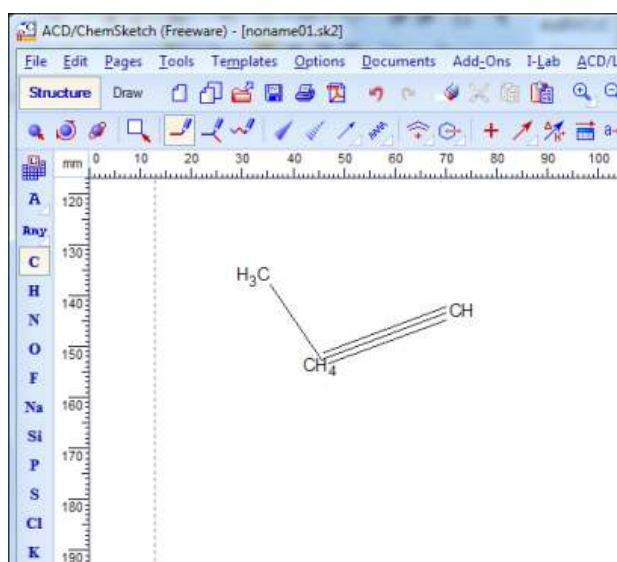 ACD/ChemSketch (Freeware) - [noname01.sk2]
File Edit Pages Tools Templates Options Documents Add-Ons I-Lab ACD/L
Structure Draw
mm 0 10 20 30 40 50 60 70 80 90 100
A
Any
C
H
N
O
F
Na
Si
P
S
Cl
K
120
130
140
150
160
170
180
190
H₃C
CH
CH₄